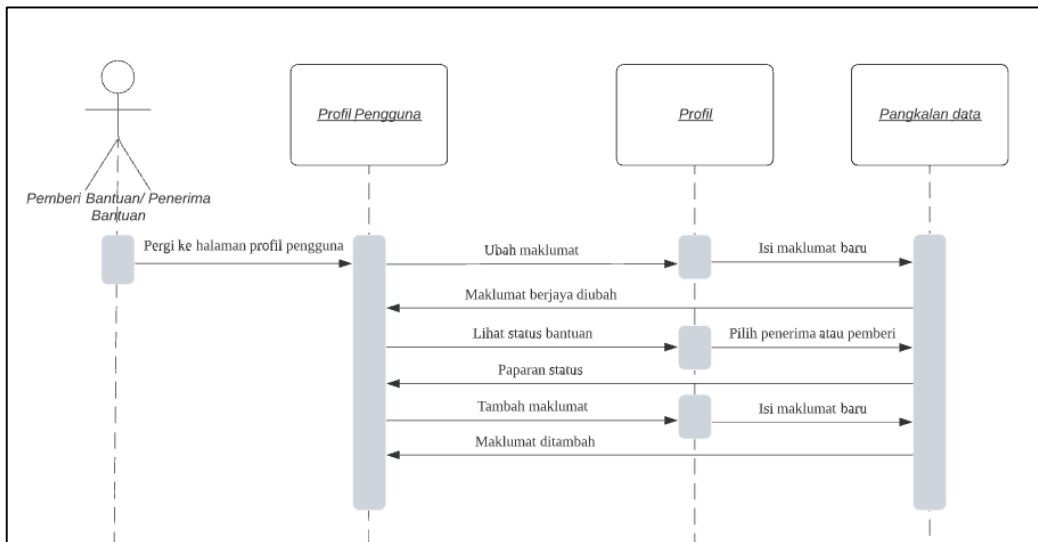 Profil Pengguna
Profil
Pangkalan data
Pemberi Bantuan/ Penerima
Bantuan
Pergi ke halaman profil pengguna
Ubah maklumat
Isi maklumat baru
Maklumat berjaya diubah
Lihat status bantuan
Pilih penerima atau pemberi
Paparan status
Tambah maklumat
Isi maklumat baru
Maklumat ditambah